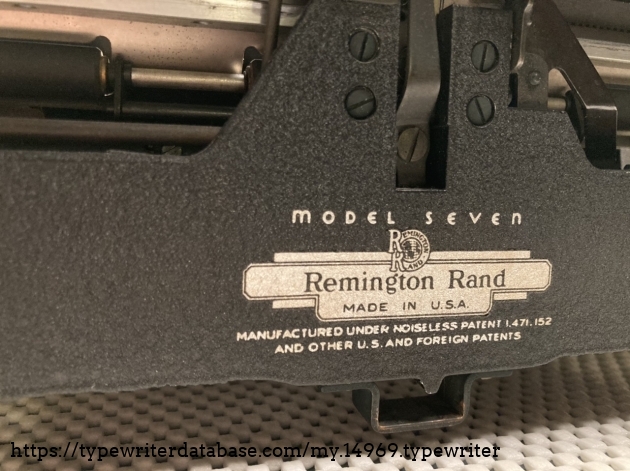 MODEL SEVEN
RR
REMINGTON
RAND
Remington Rand
MADE IN U.S.A.
MANUFACTURED UNDER NOISELESS PATENT 1,471,152
AND OTHER U.S. AND FOREIGN PATENTS
https://typewriterdatabase.com/my.14969.typewriter